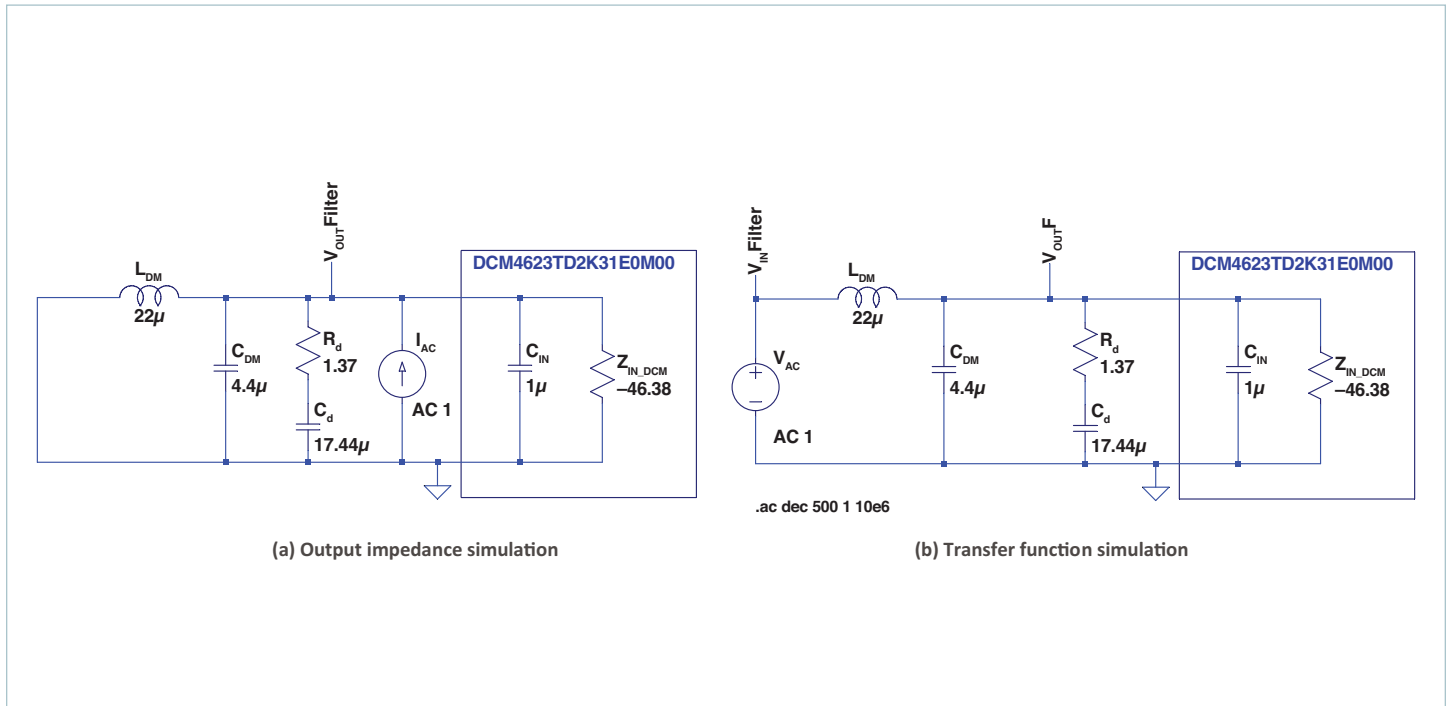 V_OUT Filter
DCM4623TD2K31E0M00
L_DM
22µ
C_DM
4.4µ
R_d
1.37
C_d
17.44µ
I_AC
AC 1
C_IN
1µ
Z_IN_DCM
–46.38
(a) Output impedance simulation
V_IN Filter
V_OUT F
DCM4623TD2K31E0M00
L_DM
22µ
V_AC
+
–
AC 1
C_DM
4.4µ
R_d
1.37
C_d
17.44µ
C_IN
1µ
Z_IN_DCM
–46.38
.ac dec 500 1 10e6
(b) Transfer function simulation